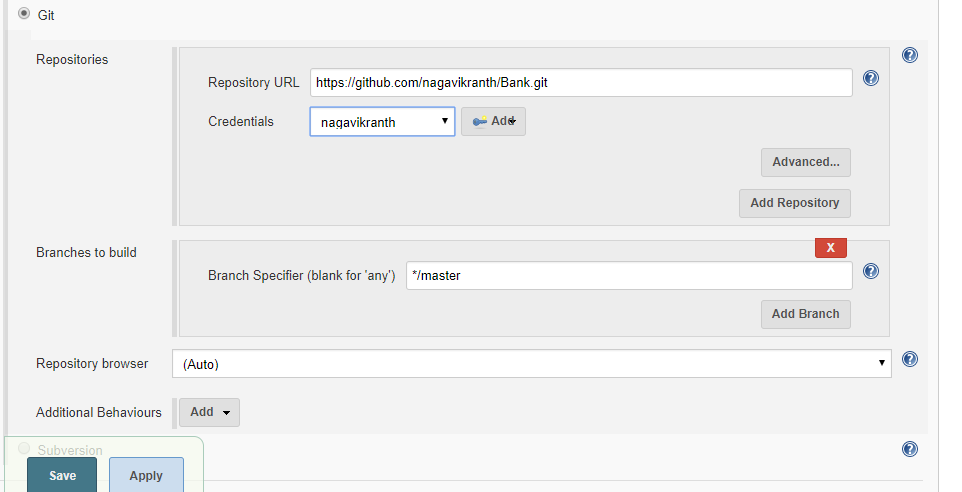 Git
Repositories
Repository URL https://github.com/nagavikranth/Bank.git
Credentials nagavikranth Add
Advanced...
Add Repository
Branches to build
X
Branch Specifier (blank for 'any') */master
Add Branch
Repository browser (Auto)
Additional Behaviours Add
Subversion
Save Apply